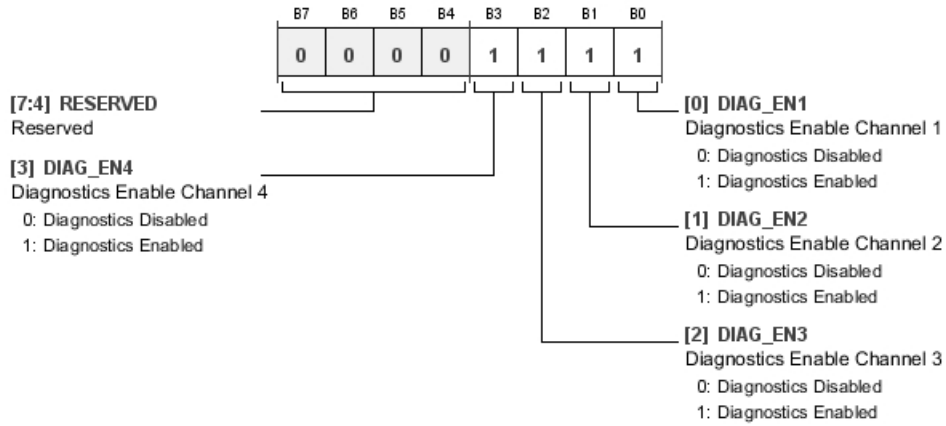 B7 B6 B5 B4 B3 B2 B1 B0
0 0 0 0 1 1 1 1
[7:4] RESERVED
Reserved
[3] DIAG_EN4
Diagnostics Enable Channel 4
0: Diagnostics Disabled
1: Diagnostics Enabled
[0] DIAG_EN1
Diagnostics Enable Channel 1
0: Diagnostics Disabled
1: Diagnostics Enabled
[1] DIAG_EN2
Diagnostics Enable Channel 2
0: Diagnostics Disabled
1: Diagnostics Enabled
[2] DIAG_EN3
Diagnostics Enable Channel 3
0: Diagnostics Disabled
1: Diagnostics Enabled